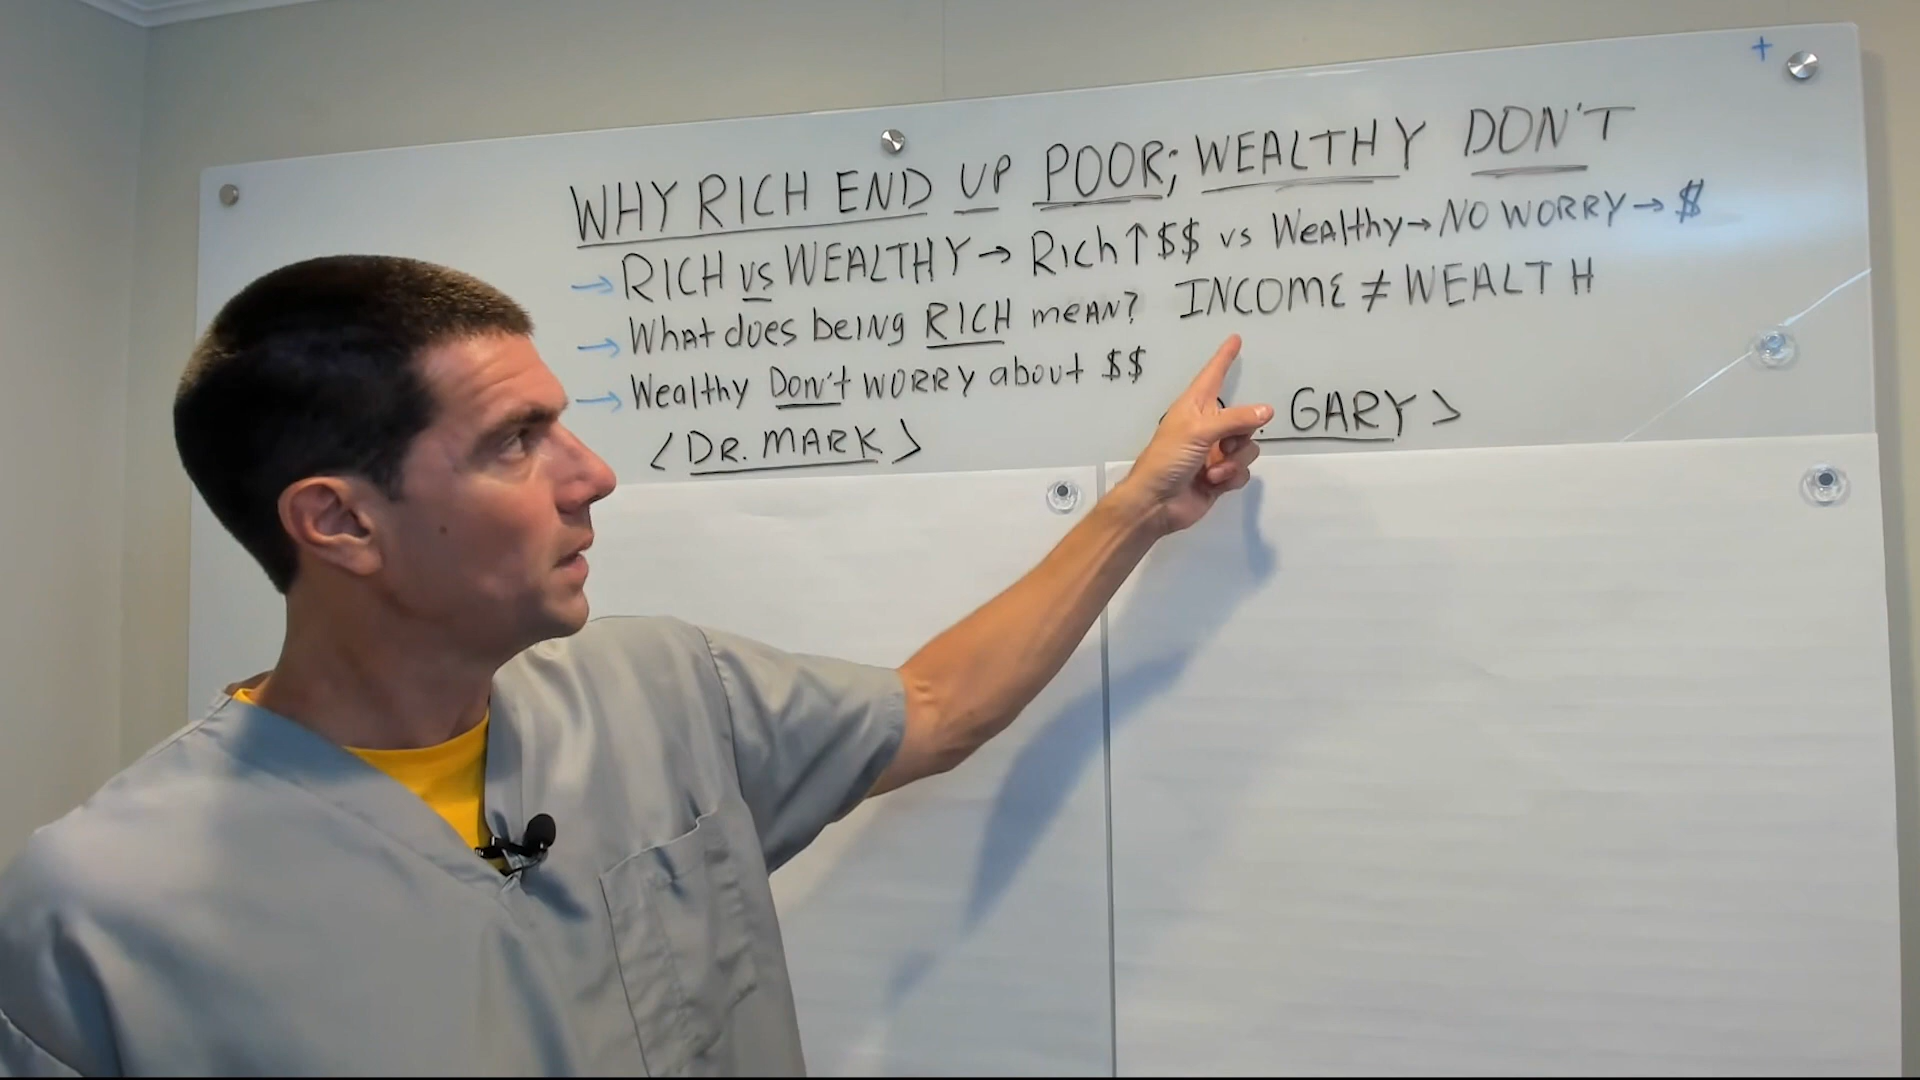 +
WHY RICH END UP POOR; WEALTHY DON'T
→ RICH vs WEALTHY → Rich ↑ $$ vs Wealthy → NO WORRY → $
→ What does being RICH mean? INCOME ≠ WEALTH
→ Wealthy Don't WORRY about $$
<DR. MARK> GARY>